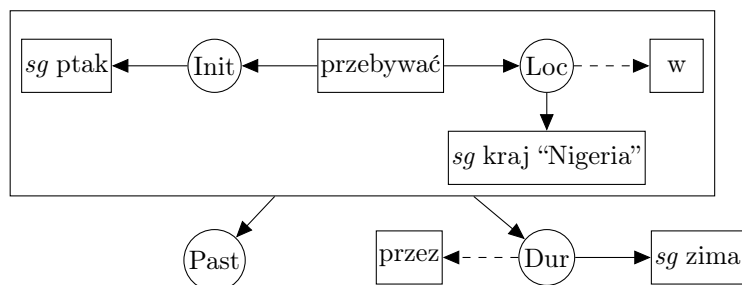 sg ptak Init przebywać Loc w
sg kraj “Nigeria”
Past przez Dur sg zima